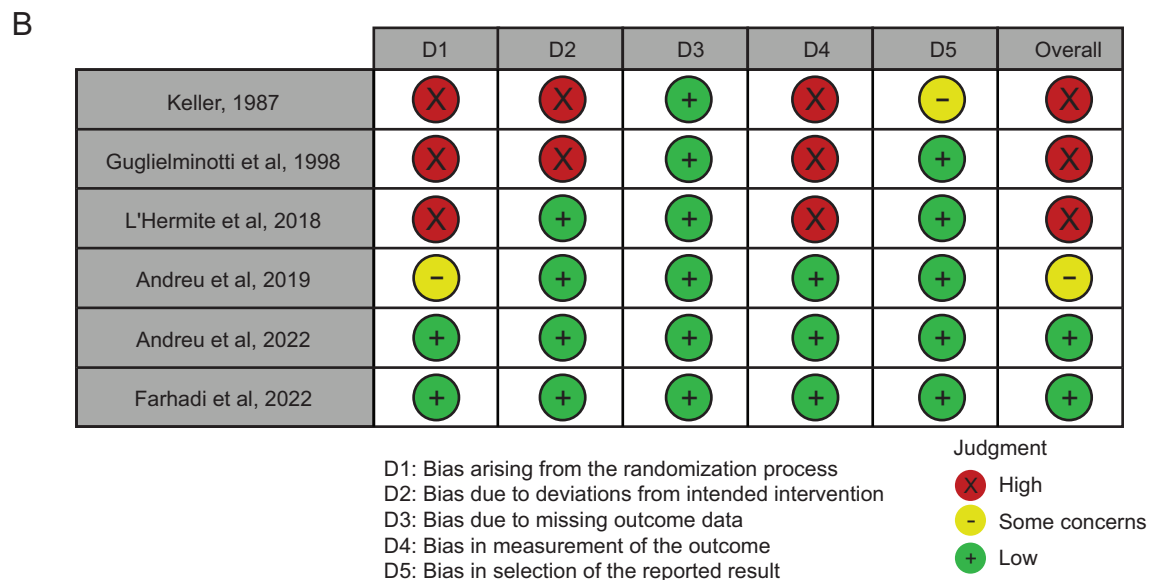 B
D1 D2 D3 D4 D5 Overall
Keller, 1987 X X + X - X
Guglielminotti et al, 1998 X X + X + X
L'Hermite et al, 2018 X + + X + X
Andreu et al, 2019 - + + + + -
Andreu et al, 2022 + + + + + +
Farhadi et al, 2022 + + + + + +
D1: Bias arising from the randomization process
D2: Bias due to deviations from intended intervention
D3: Bias due to missing outcome data
D4: Bias in measurement of the outcome
D5: Bias in selection of the reported result
Judgment
X High
- Some concerns
+ Low